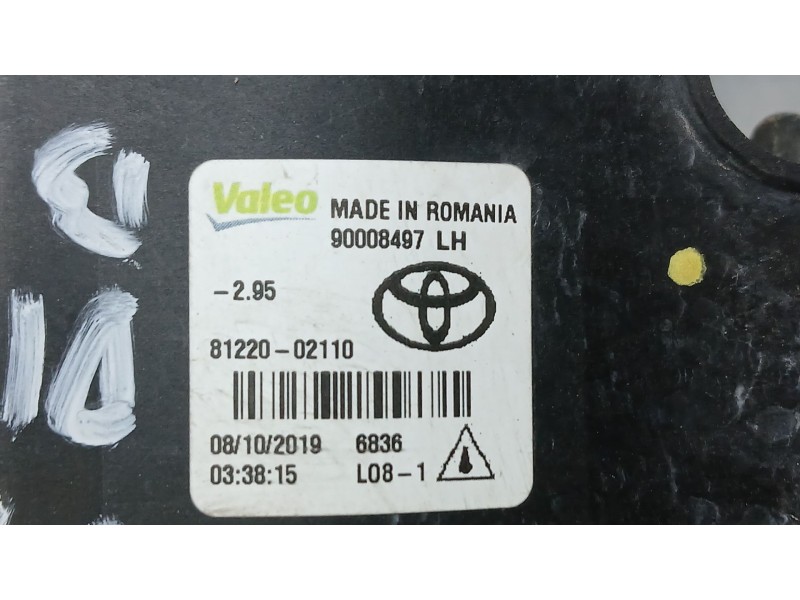 Valeo MADE IN ROMANIA
90008497 LH
-2.95
81220-02110
08/10/2019 6836
03:38:15 L08-1